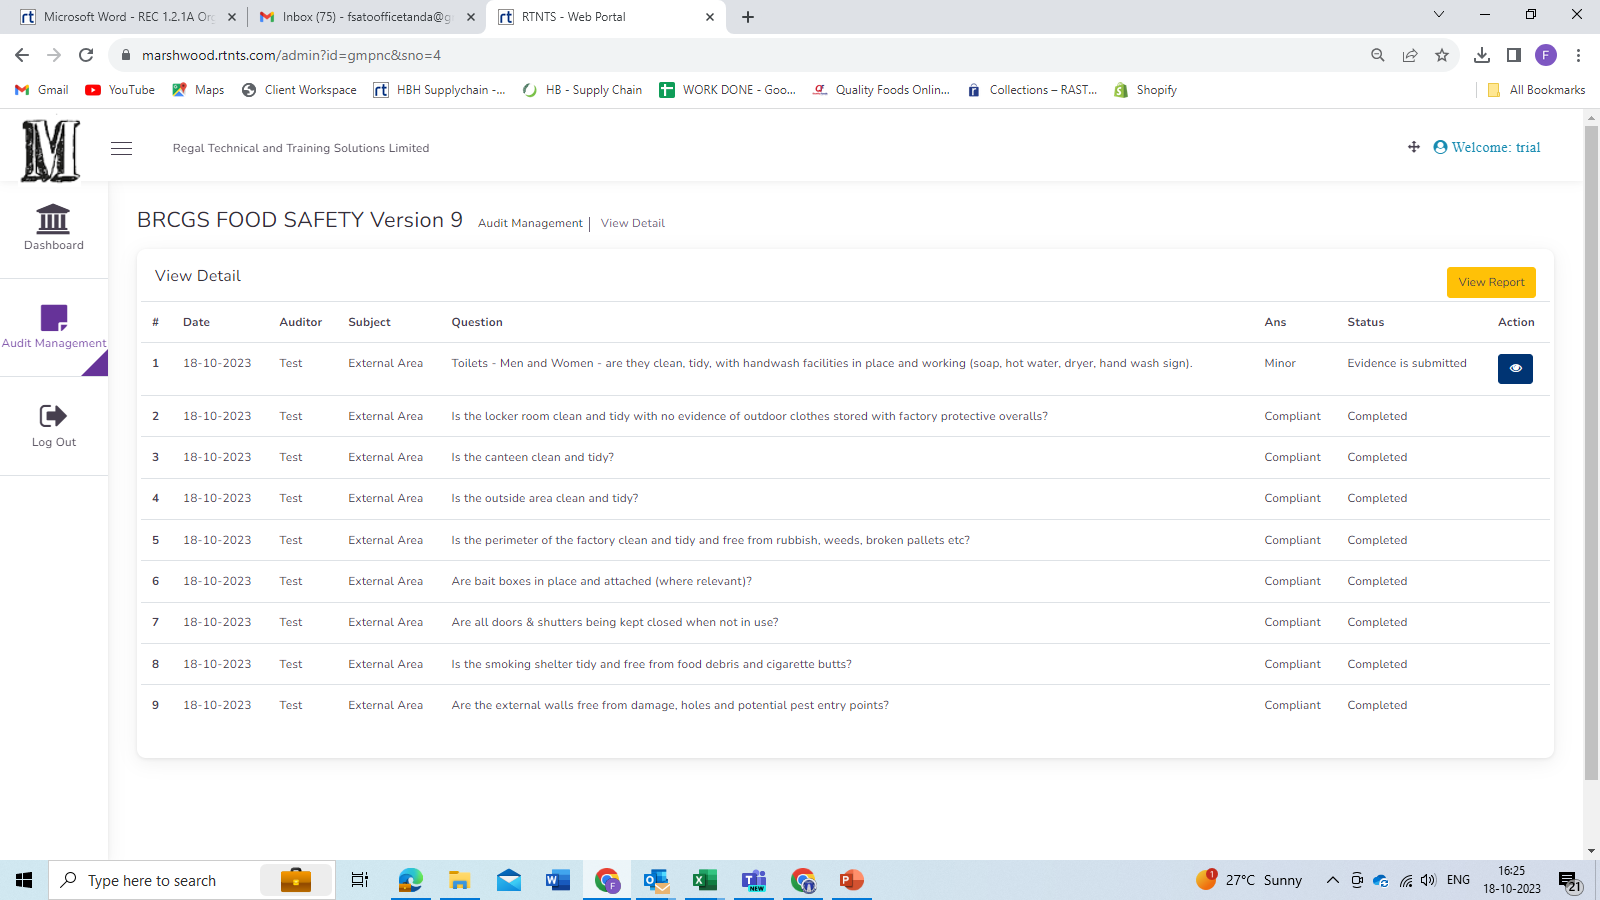 Microsoft Word - REC 1.2.1A Or
Inbox (75) - fsatoofficetanda@g
RTNTS - Web Portal
marshwood.rtnts.com/admin?id=gmpnc&sno=4
F
Gmail YouTube Maps Client Workspace HBH Supplychain -... HB - Supply Chain WORK DONE - Goo... Quality Foods Onlin... Collections – RAST... Shopify All Bookmarks
M
Regal Technical and Training Solutions Limited
Welcome: trial
Dashboard
Audit Management
Log Out
BRCGS FOOD SAFETY Version 9 Audit Management | View Detail
View Detail
View Report
# Date Auditor Subject Question Ans Status Action
1 18-10-2023 Test External Area Toilets - Men and Women - are they clean, tidy, with handwash facilities in place and working (soap, hot water, dryer, hand wash sign). Minor Evidence is submitted
2 18-10-2023 Test External Area Is the locker room clean and tidy with no evidence of outdoor clothes stored with factory protective overalls? Compliant Completed
3 18-10-2023 Test External Area Is the canteen clean and tidy? Compliant Completed
4 18-10-2023 Test External Area Is the outside area clean and tidy? Compliant Completed
5 18-10-2023 Test External Area Is the perimeter of the factory clean and tidy and free from rubbish, weeds, broken pallets etc? Compliant Completed
6 18-10-2023 Test External Area Are bait boxes in place and attached (where relevant)? Compliant Completed
7 18-10-2023 Test External Area Are all doors & shutters being kept closed when not in use? Compliant Completed
8 18-10-2023 Test External Area Is the smoking shelter tidy and free from food debris and cigarette butts? Compliant Completed
9 18-10-2023 Test External Area Are the external walls free from damage, holes and potential pest entry points? Compliant Completed
Type here to search
1
27°C Sunny
ENG
16:25
18-10-2023
21